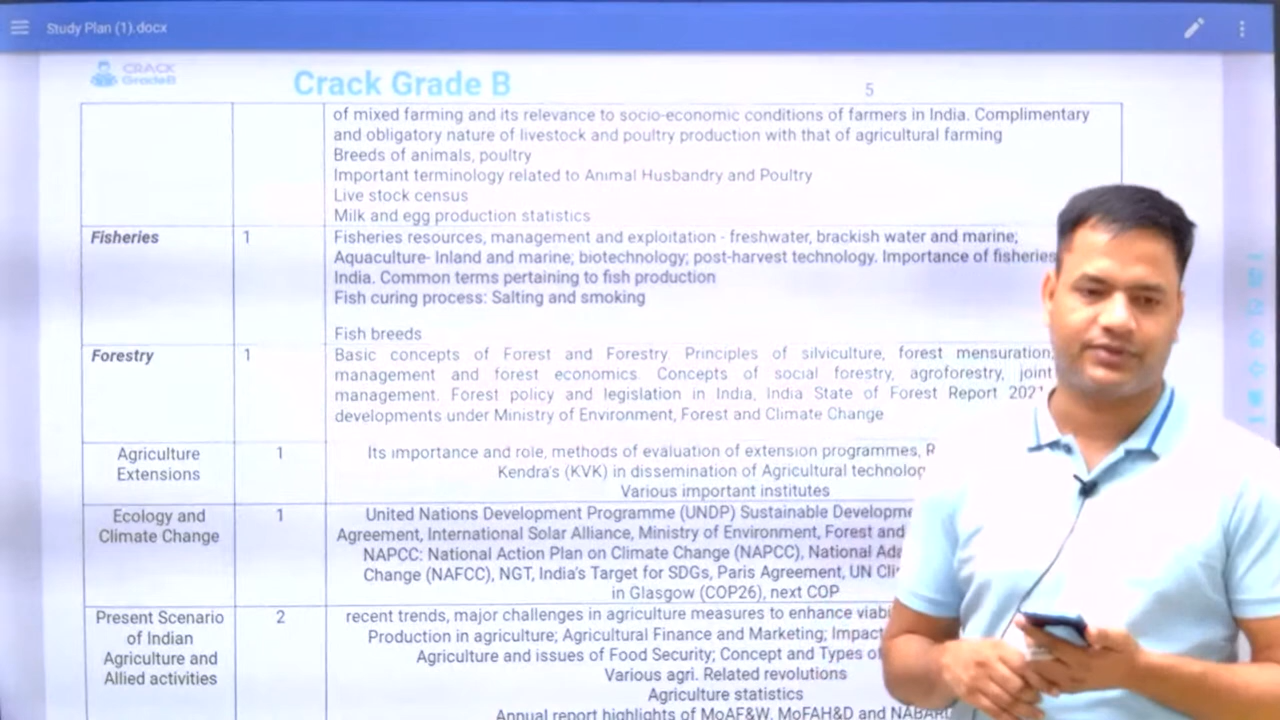 Study Plan (1).docx
CRACK
GradeB
Crack Grade B
5
of mixed farming and its relevance to socio-economic conditions of farmers in India. Complimentary
and obligatory nature of livestock and poultry production with that of agricultural farming
Breeds of animals, poultry
Important terminology related to Animal Husbandry and Poultry
Live stock census
Milk and egg production statistics
Fisheries
1
Fisheries resources, management and exploitation - freshwater, brackish water and marine;
Aquaculture- Inland and marine; biotechnology; post-harvest technology. Importance of fisheries
India. Common terms pertaining to fish production
Fish curing process: Salting and smoking
Fish breeds
Forestry
1
Basic concepts of Forest and Forestry. Principles of silviculture, forest mensuration,
management and forest economics. Concepts of social forestry, agroforestry, joint
management. Forest policy and legislation in India, India State of Forest Report 2021
developments under Ministry of Environment, Forest and Climate Change
Agriculture
Extensions
1
Its importance and role, methods of evaluation of extension programmes, R
Kendra's (KVK) in dissemination of Agricultural technolog
Various important institutes
Ecology and
Climate Change
1
United Nations Development Programme (UNDP) Sustainable Developme
Agreement, International Solar Alliance, Ministry of Environment, Forest and
NAPCC: National Action Plan on Climate Change (NAPCC), National Ada
Change (NAFCC), NGT, India's Target for SDGs, Paris Agreement, UN Cli
in Glasgow (COP26), next COP
Present Scenario
of Indian
Agriculture and
Allied activities
2
recent trends, major challenges in agriculture measures to enhance viabi
Production in agriculture; Agricultural Finance and Marketing; Impact
Agriculture and issues of Food Security; Concept and Types of
Various agri. Related revolutions
Agriculture statistics
Annual report highlights of MoAF&W, MoFAH&D and NABARD